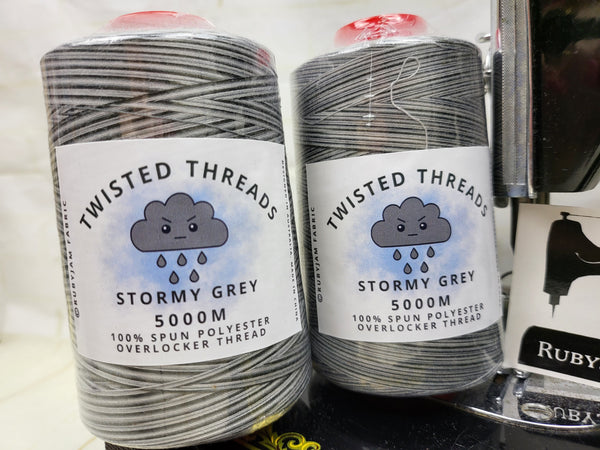 TWISTED THREADS
STORMY GREY
5000M
100% SPUN POLYESTER
OVERLOCKER THREAD
©RUBYJAM FABRIC
TWISTED THREADS
STORMY GREY
5000M
100% SPUN POLYESTER
OVERLOCKER THREAD
©RUBYJAM FABRIC
RUBY